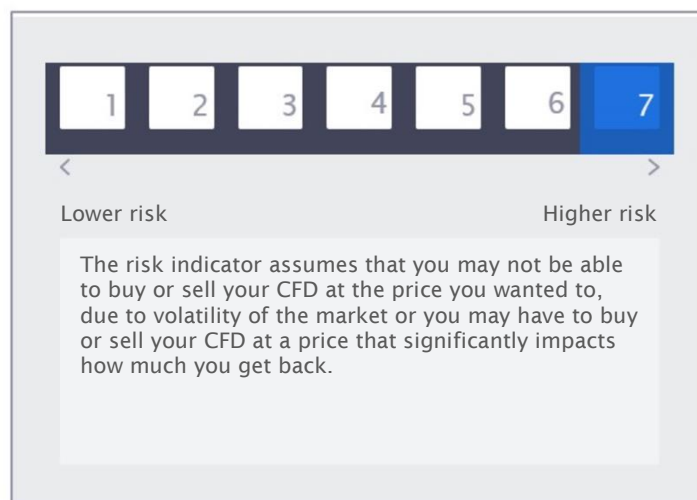 1 2 3 4 5 6 7
< >
Lower risk Higher risk
The risk indicator assumes that you may not be able
to buy or sell your CFD at the price you wanted to,
due to volatility of the market or you may have to buy
or sell your CFD at a price that significantly impacts
how much you get back.